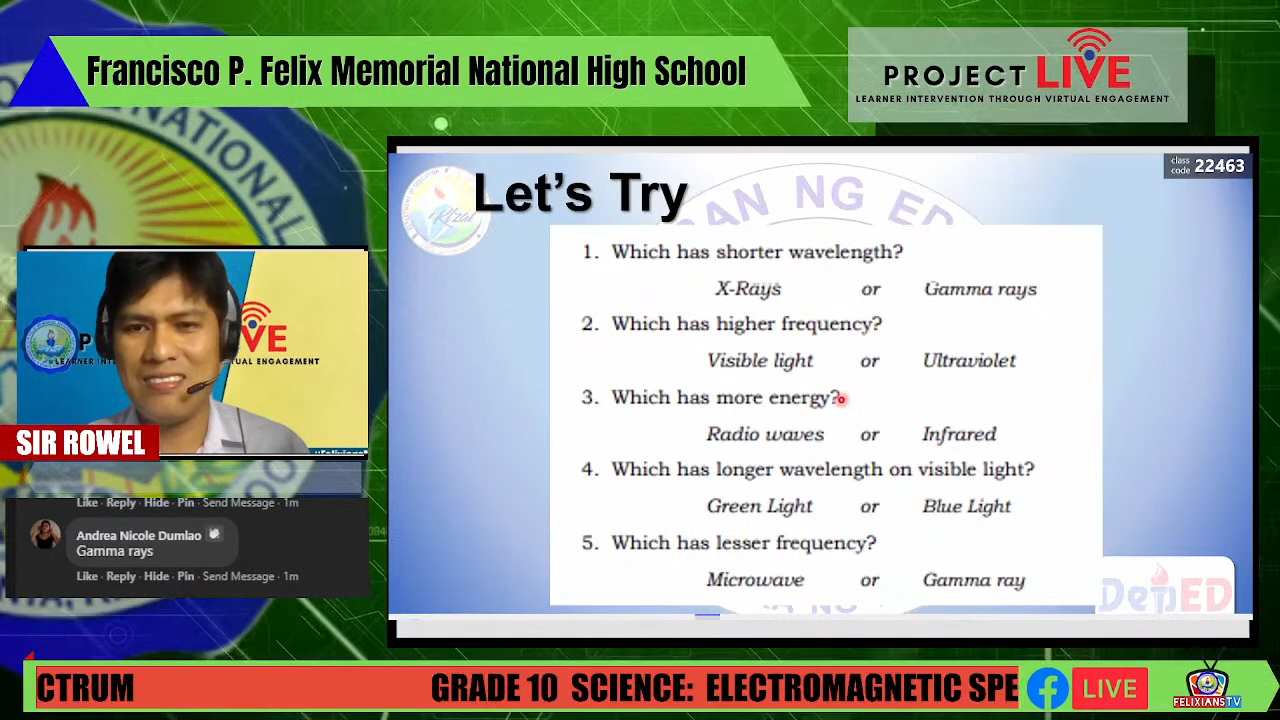 Francisco P. Felix Memorial National High School
PROJECT LIVE
LEARNER INTERVENTION THROUGH VIRTUAL ENGAGEMENT
class code 22463
Let's Try
1. Which has shorter wavelength?
X-Rays or Gamma rays
2. Which has higher frequency?
Visible light or Ultraviolet
3. Which has more energy?
Radio waves or Infrared
4. Which has longer wavelength on visible light?
Green Light or Blue Light
5. Which has lesser frequency?
Microwave or Gamma ray
DepED
SIR ROWEL
Like · Reply · Hide · Pin · Send Message · 1m
Andrea Nicole Dumlao
Gamma rays
Like · Reply · Hide · Pin · Send Message · 1m
CTRUM GRADE 10 SCIENCE: ELECTROMAGNETIC SPE
LIVE
FELIXIANS TV